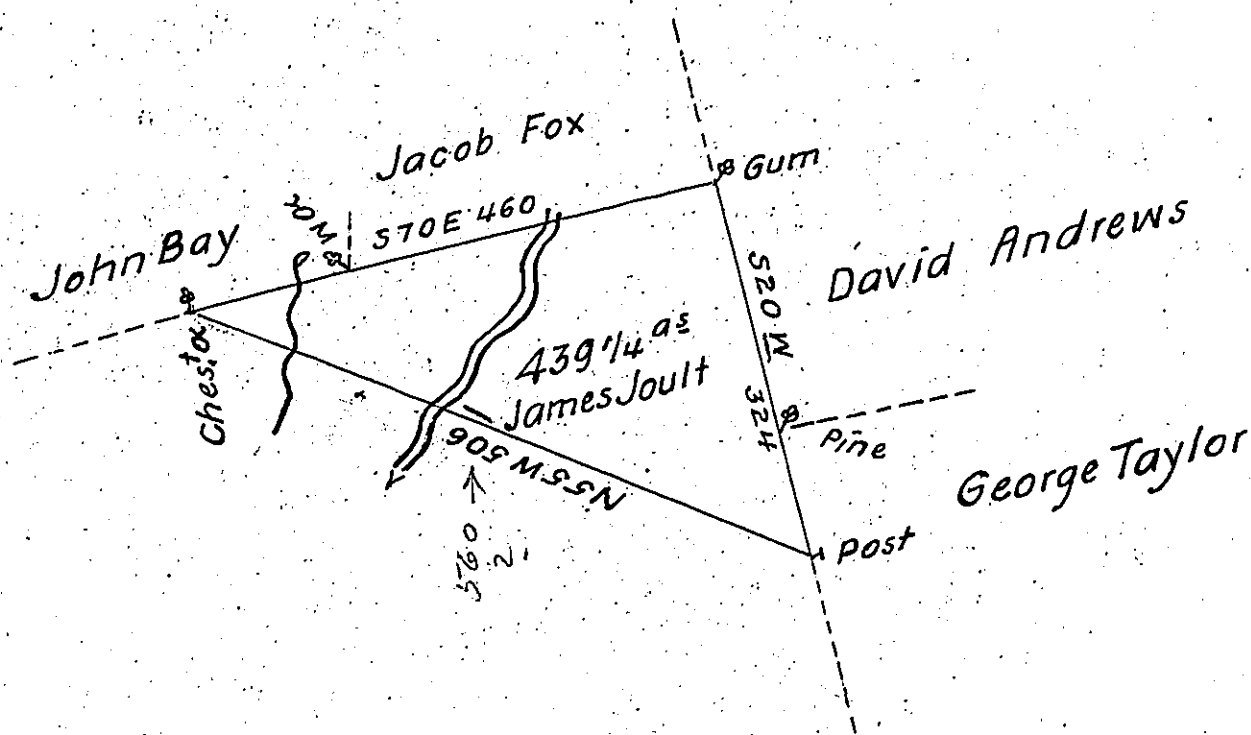 Jacob Fox
Gum
John Bay
W O
S70E 460
David Andrews
S20W
324
439 1/4 as
James Joult
Chest
Pine
George Taylor
N55W 506
560
Post